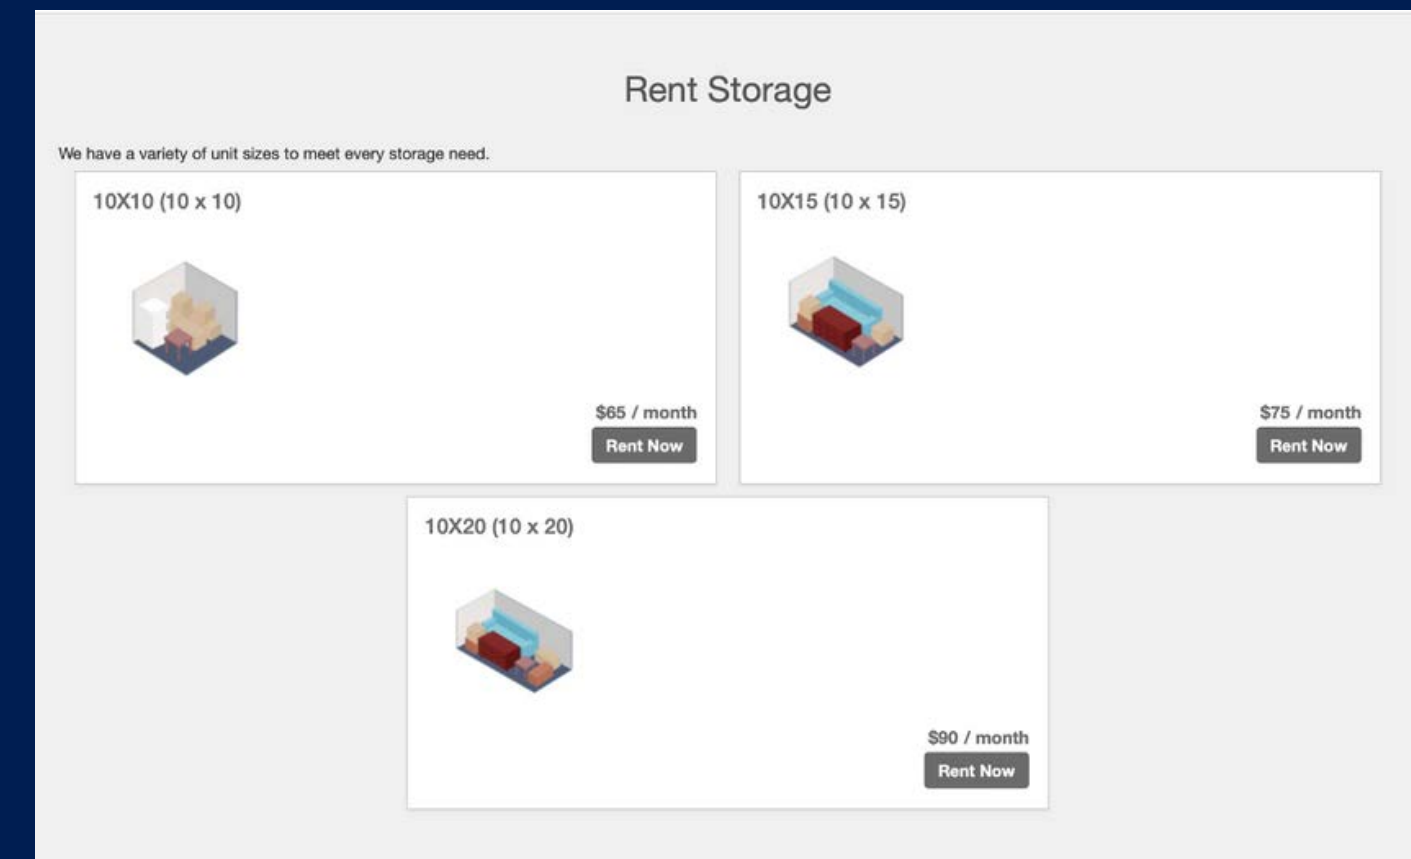 Rent Storage
We have a variety of unit sizes to meet every storage need.
10X10 (10 x 10)
$65 / month
Rent Now
10X15 (10 x 15)
$75 / month
Rent Now
10X20 (10 x 20)
$90 / month
Rent Now